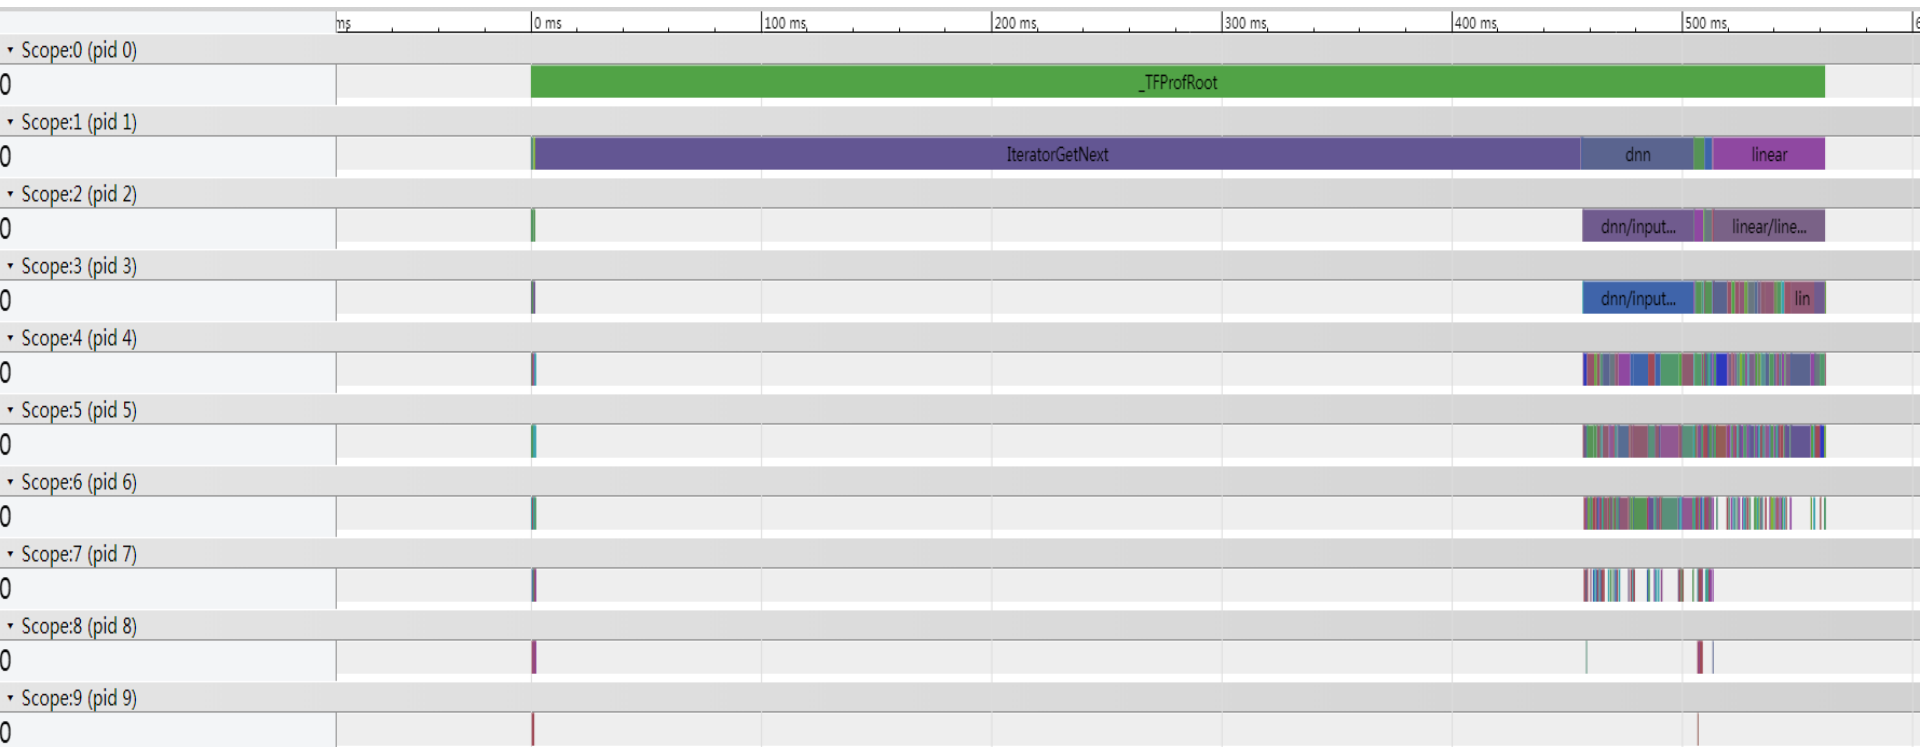 ms 0 ms 100 ms 200 ms 300 ms 400 ms 500 ms
Scope:0 (pid 0)
0 _TFProfRoot
Scope:1 (pid 1)
0 IteratorGetNext dnn linear
Scope:2 (pid 2)
0 dnn/input... linear/line...
Scope:3 (pid 3)
0 dnn/input... lin
Scope:4 (pid 4)
0
Scope:5 (pid 5)
0
Scope:6 (pid 6)
0
Scope:7 (pid 7)
0
Scope:8 (pid 8)
0
Scope:9 (pid 9)
0